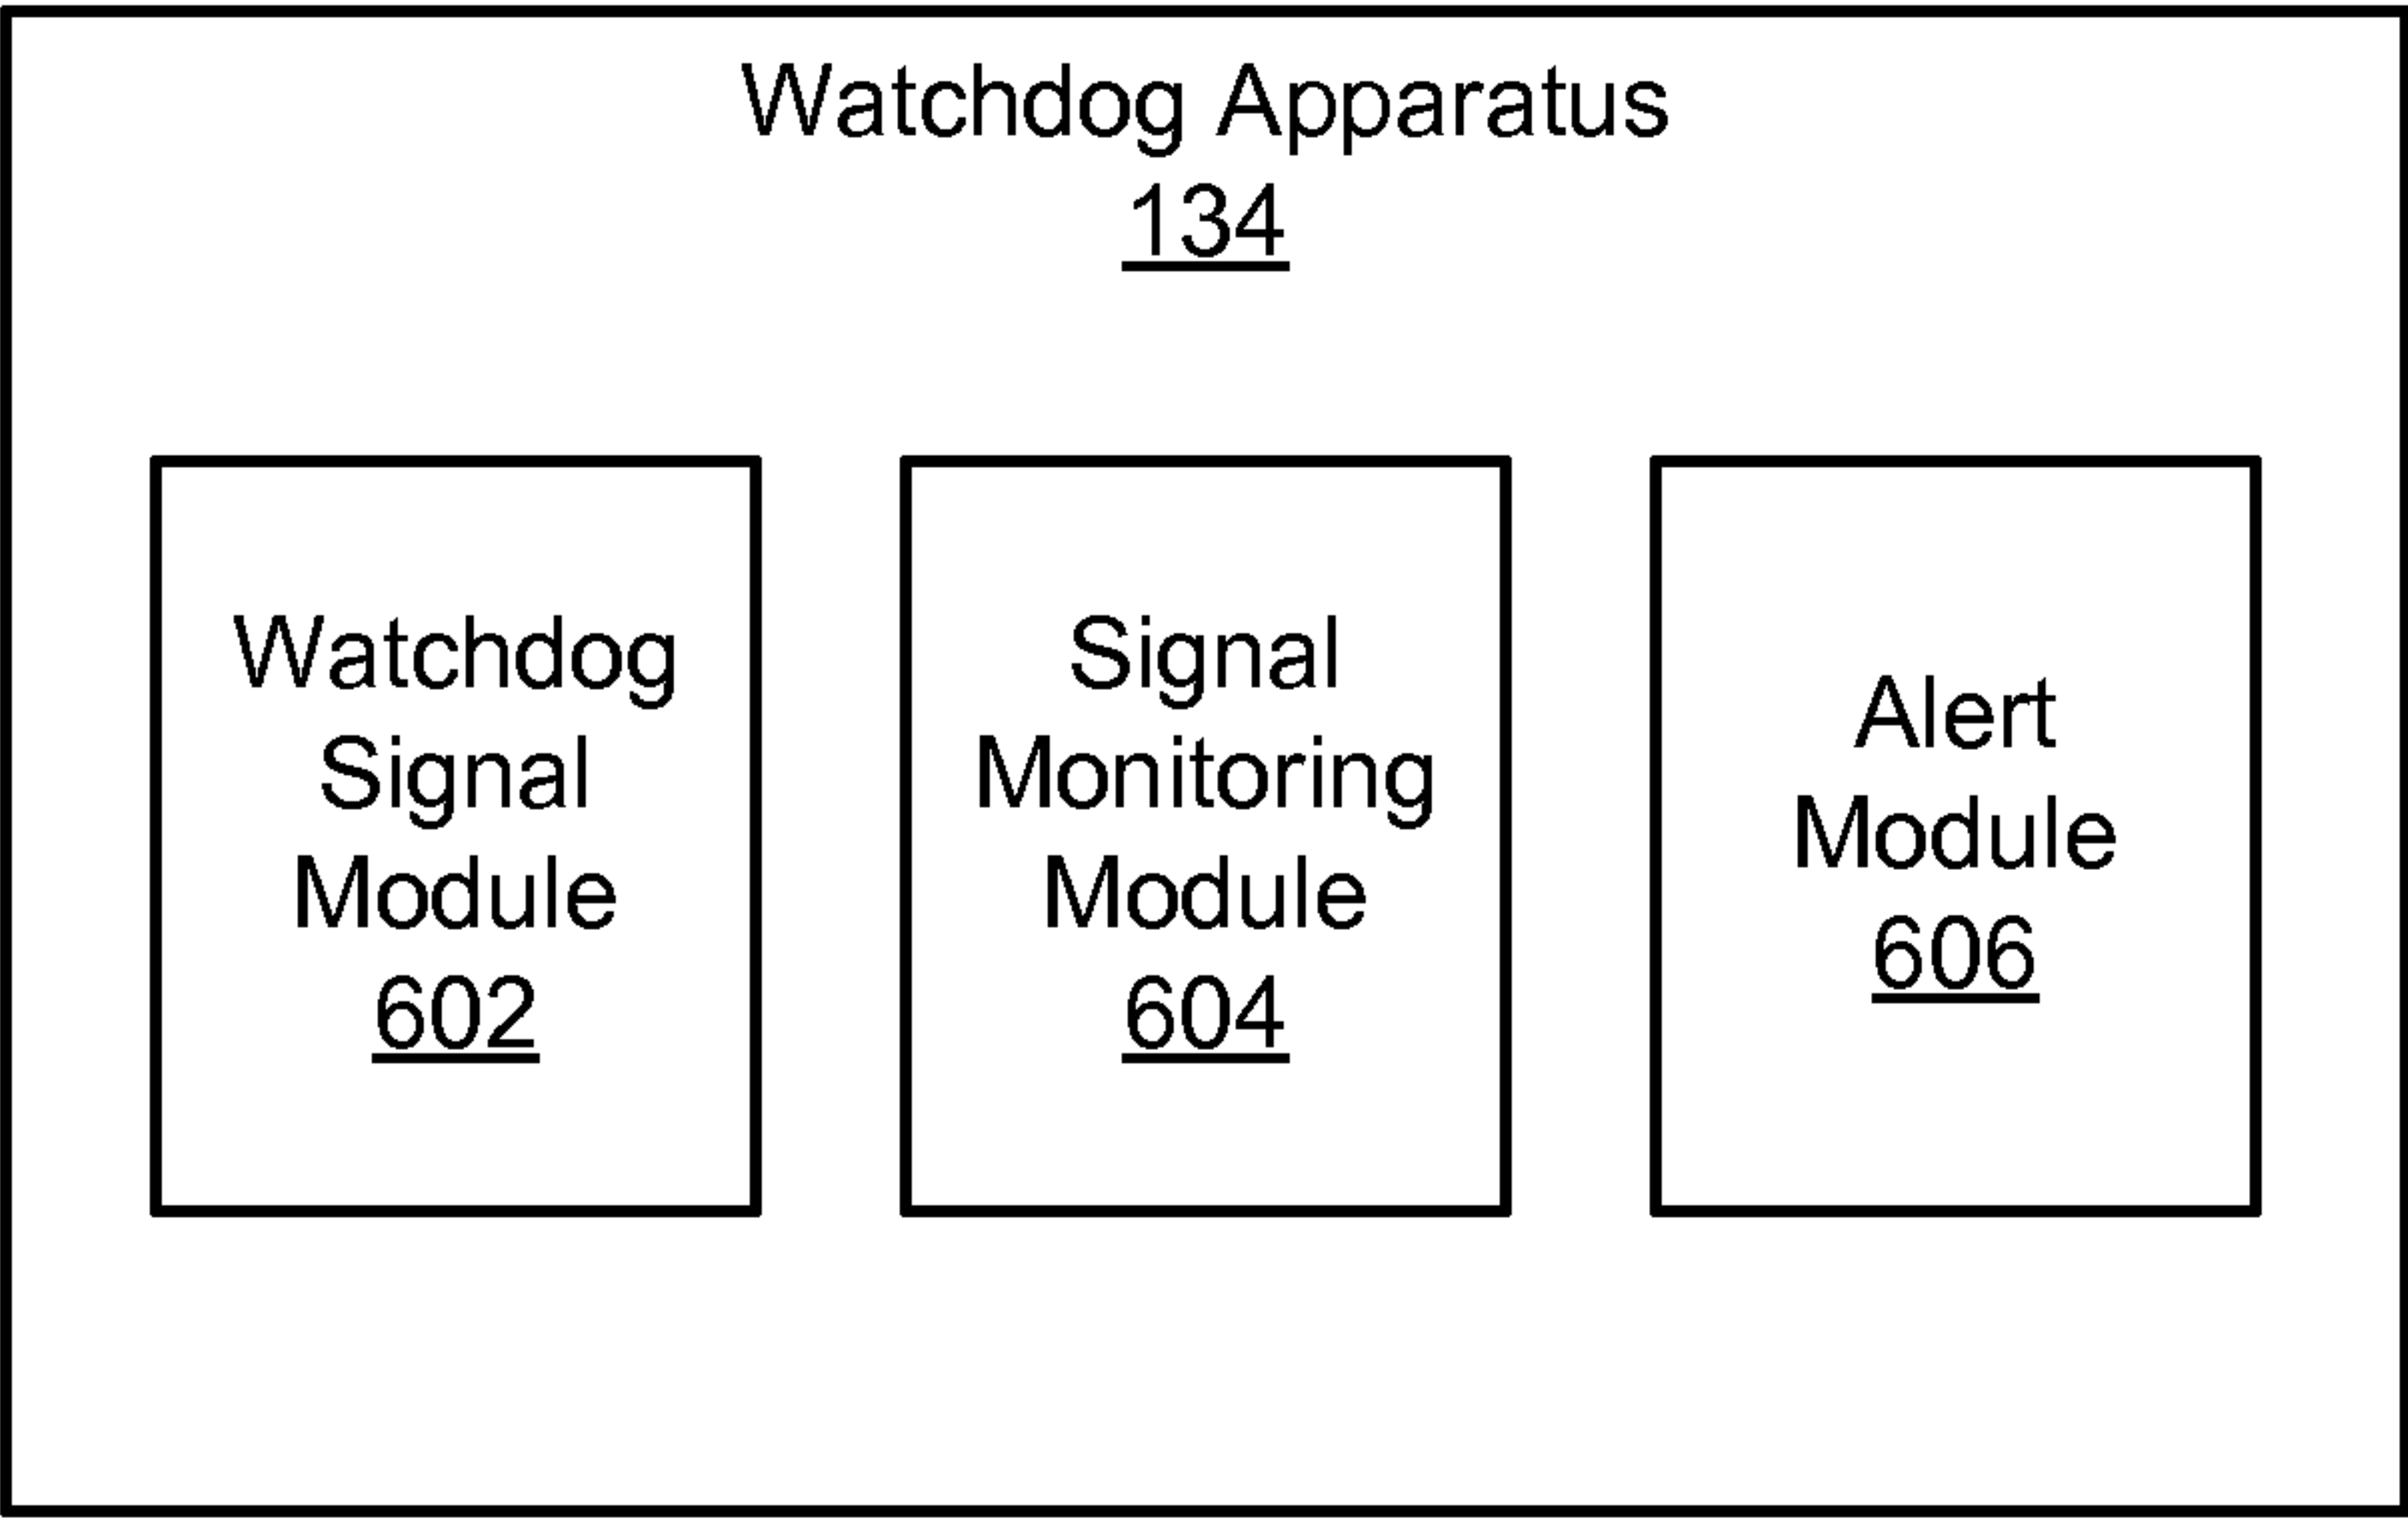 Watchdog Apparatus
134
Watchdog
Signal
Module
602
Signal
Monitoring
Module
604
Alert
Module
606